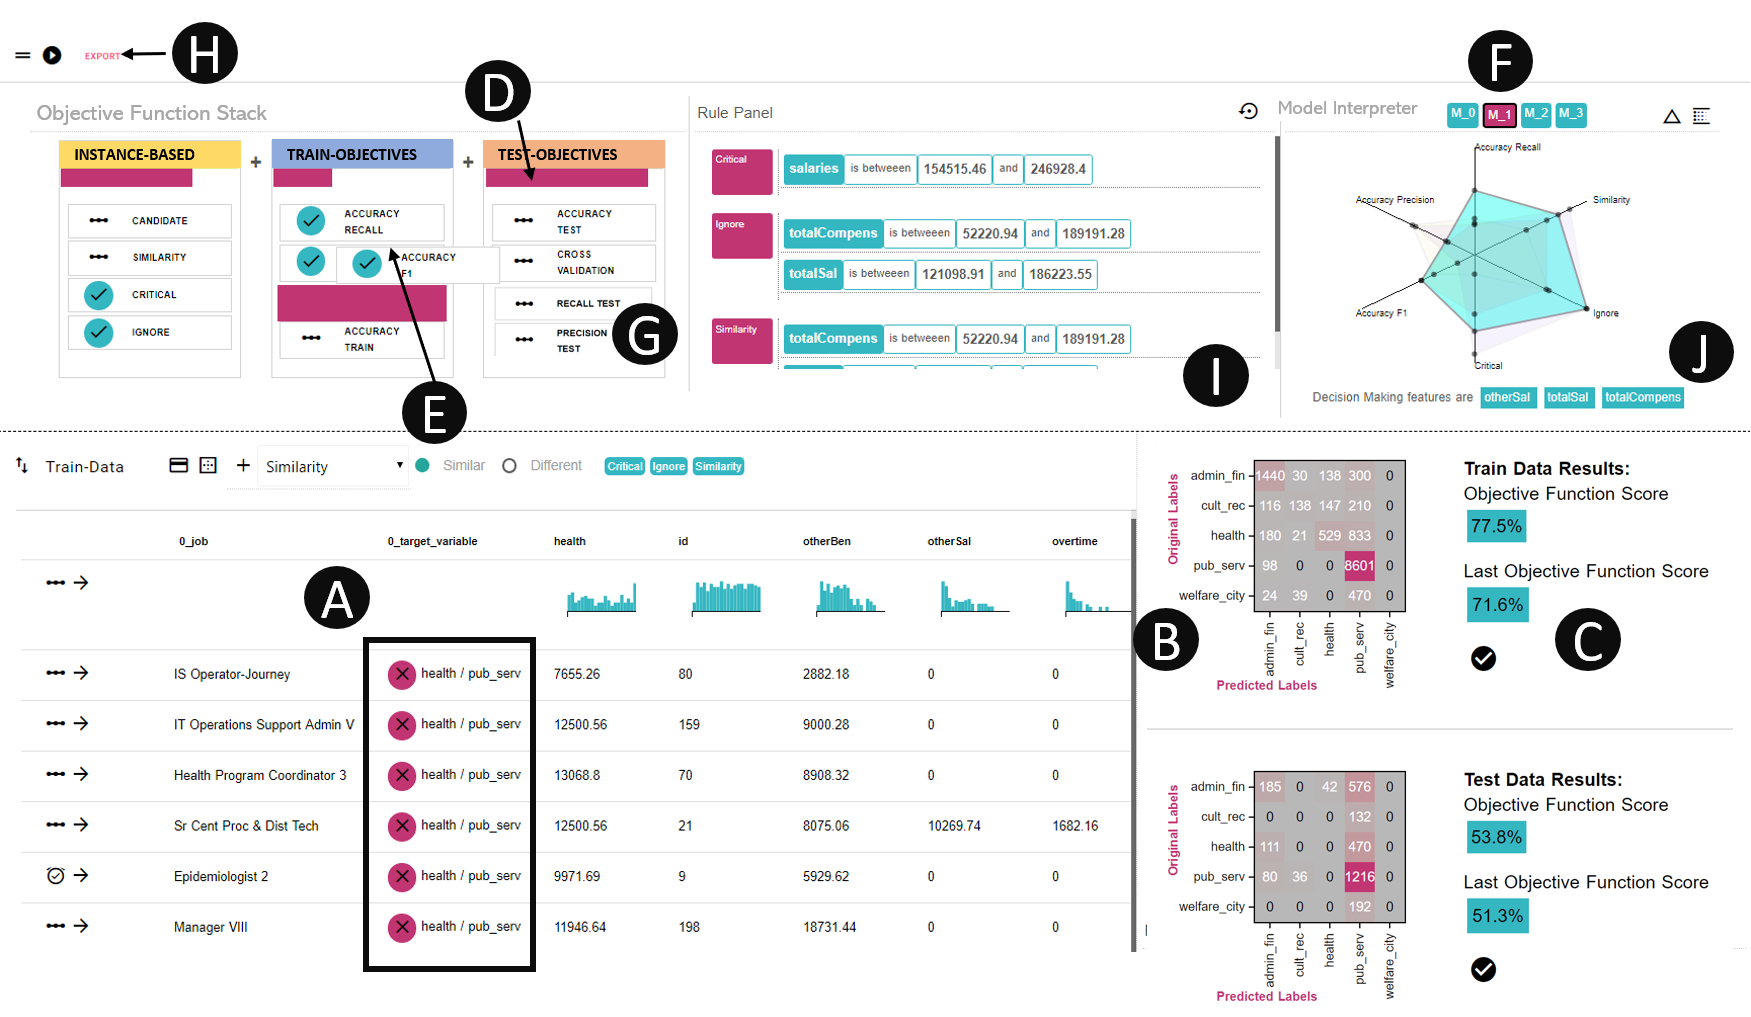 EXPORT
H
F
D
Objective Function Stack
Rule Panel
Model Interpreter
M_0 M_1 M_2 M_3
INSTANCE-BASED + TRAIN-OBJECTIVES + TEST-OBJECTIVES
CANDIDATE
SIMILARITY
CRITICAL
IGNORE
ACCURACY
RECALL
ACCURACY
F1
ACCURACY
TRAIN
ACCURACY
TEST
CROSS
VALIDATION
RECALL TEST
PRECISION
TEST
G
E
Critical
salaries is betweeen 154515.46 and 246928.4
Ignore
totalCompens is betweeen 52220.94 and 189191.28
totalSal is betweeen 121098.91 and 186223.55
Similarity
totalCompens is betweeen 52220.94 and 189191.28
I
Accuracy Recall
Accuracy Precision
Similarity
Accuracy F1
Ignore
Critical
J
Decision Making features are otherSal totalSal totalCompens
Train-Data + Similarity Similar Different Critical Ignore Similarity
0_job 0_target_variable health id otherBen otherSal overtime
A
IS Operator-Journey health / pub_serv 7655.26 80 2882.18 0 0
IT Operations Support Admin V health / pub_serv 12500.56 159 9000.28 0 0
Health Program Coordinator 3 health / pub_serv 13068.8 70 8908.32 0 0
Sr Cent Proc & Dist Tech health / pub_serv 12500.56 21 8075.06 10269.74 1682.16
Epidemiologist 2 health / pub_serv 9971.69 9 5929.62 0 0
Manager VIII health / pub_serv 11946.64 198 18731.44 0 0
B
Original Labels
admin_fin 1440 30 138 300 0
cult_rec 116 138 147 210 0
health 180 21 529 833 0
pub_serv 98 0 0 8601 0
welfare_city 24 39 0 470 0
admin_fin cult_rec health pub_serv welfare_city
Predicted Labels
Train Data Results:
Objective Function Score
77.5%
Last Objective Function Score
71.6%
C
Original Labels
admin_fin 185 0 42 576 0
cult_rec 0 0 0 132 0
health 111 0 0 470 0
pub_serv 80 36 0 1216 0
welfare_city 0 0 0 192 0
admin_fin cult_rec health pub_serv welfare_city
Predicted Labels
Test Data Results:
Objective Function Score
53.8%
Last Objective Function Score
51.3%